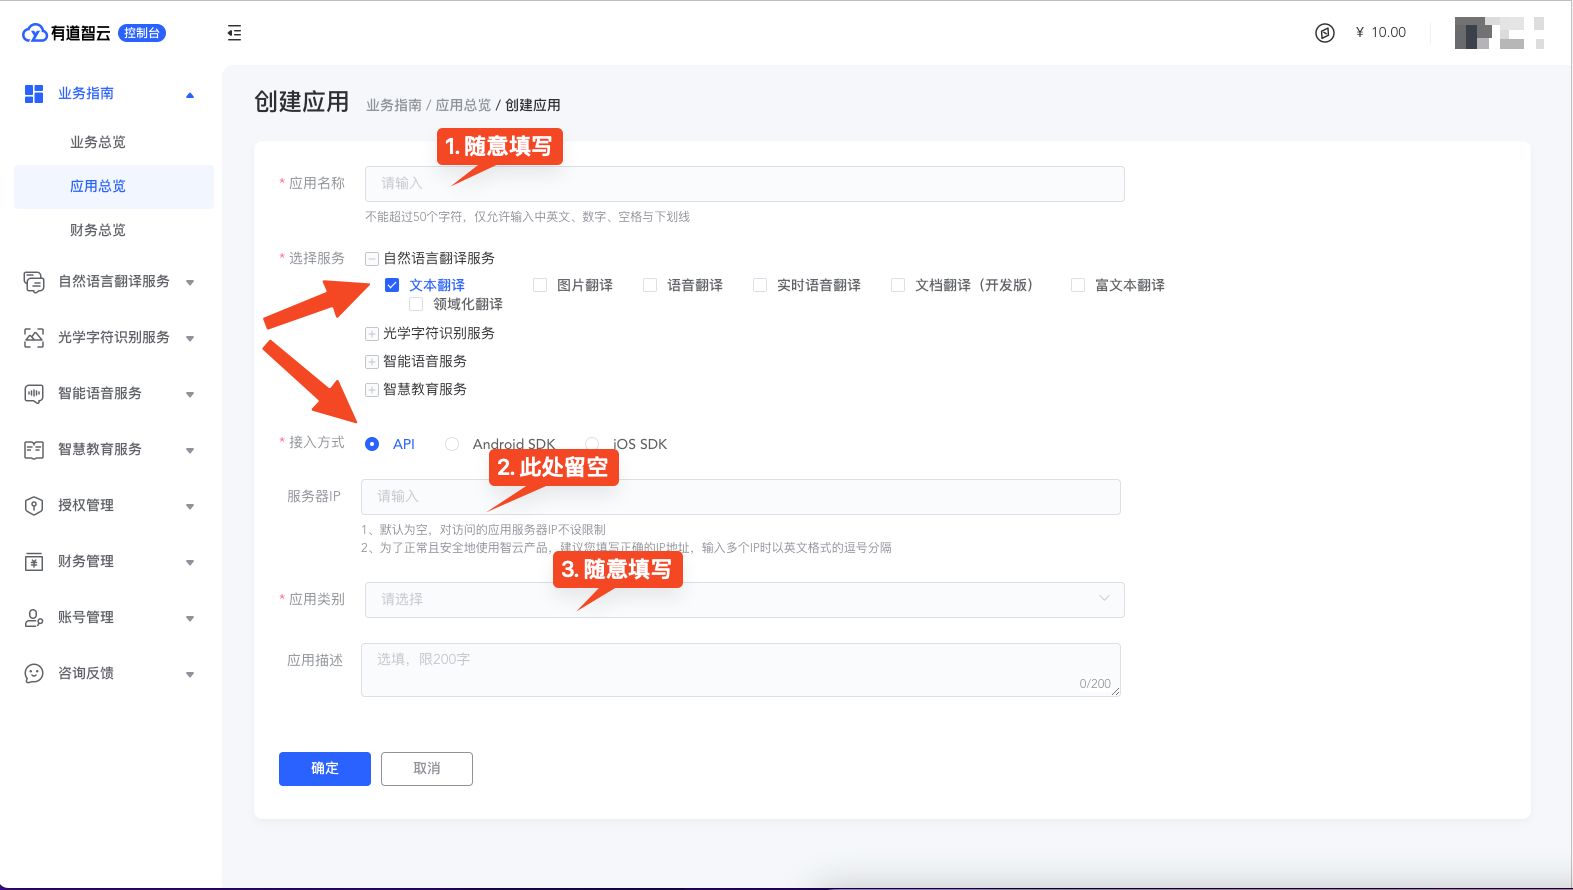 有道智云 控制台
¥ 10.00
业务指南
业务总览
应用总览
财务总览
自然语言翻译服务
光学字符识别服务
智能语音服务
智慧教育服务
授权管理
财务管理
账号管理
咨询反馈
创建应用 业务指南 / 应用总览 / 创建应用
1. 随意填写
* 应用名称 请输入
不能超过50个字符，仅允许输入中英文、数字、空格与下划线
* 选择服务 自然语言翻译服务
文本翻译 图片翻译 语音翻译 实时语音翻译 文档翻译（开发版） 富文本翻译
领域化翻译
光学字符识别服务
智能语音服务
智慧教育服务
* 接入方式 API Android SDK iOS SDK
2. 此处留空
服务器IP 请输入
1、默认为空，对访问的应用服务器IP不设限制
2、为了正常且安全地使用智云产品，建议您填写正确的IP地址，输入多个IP时以英文格式的逗号分隔
3. 随意填写
* 应用类别 请选择
应用描述 选填，限200字
0/200
确定 取消